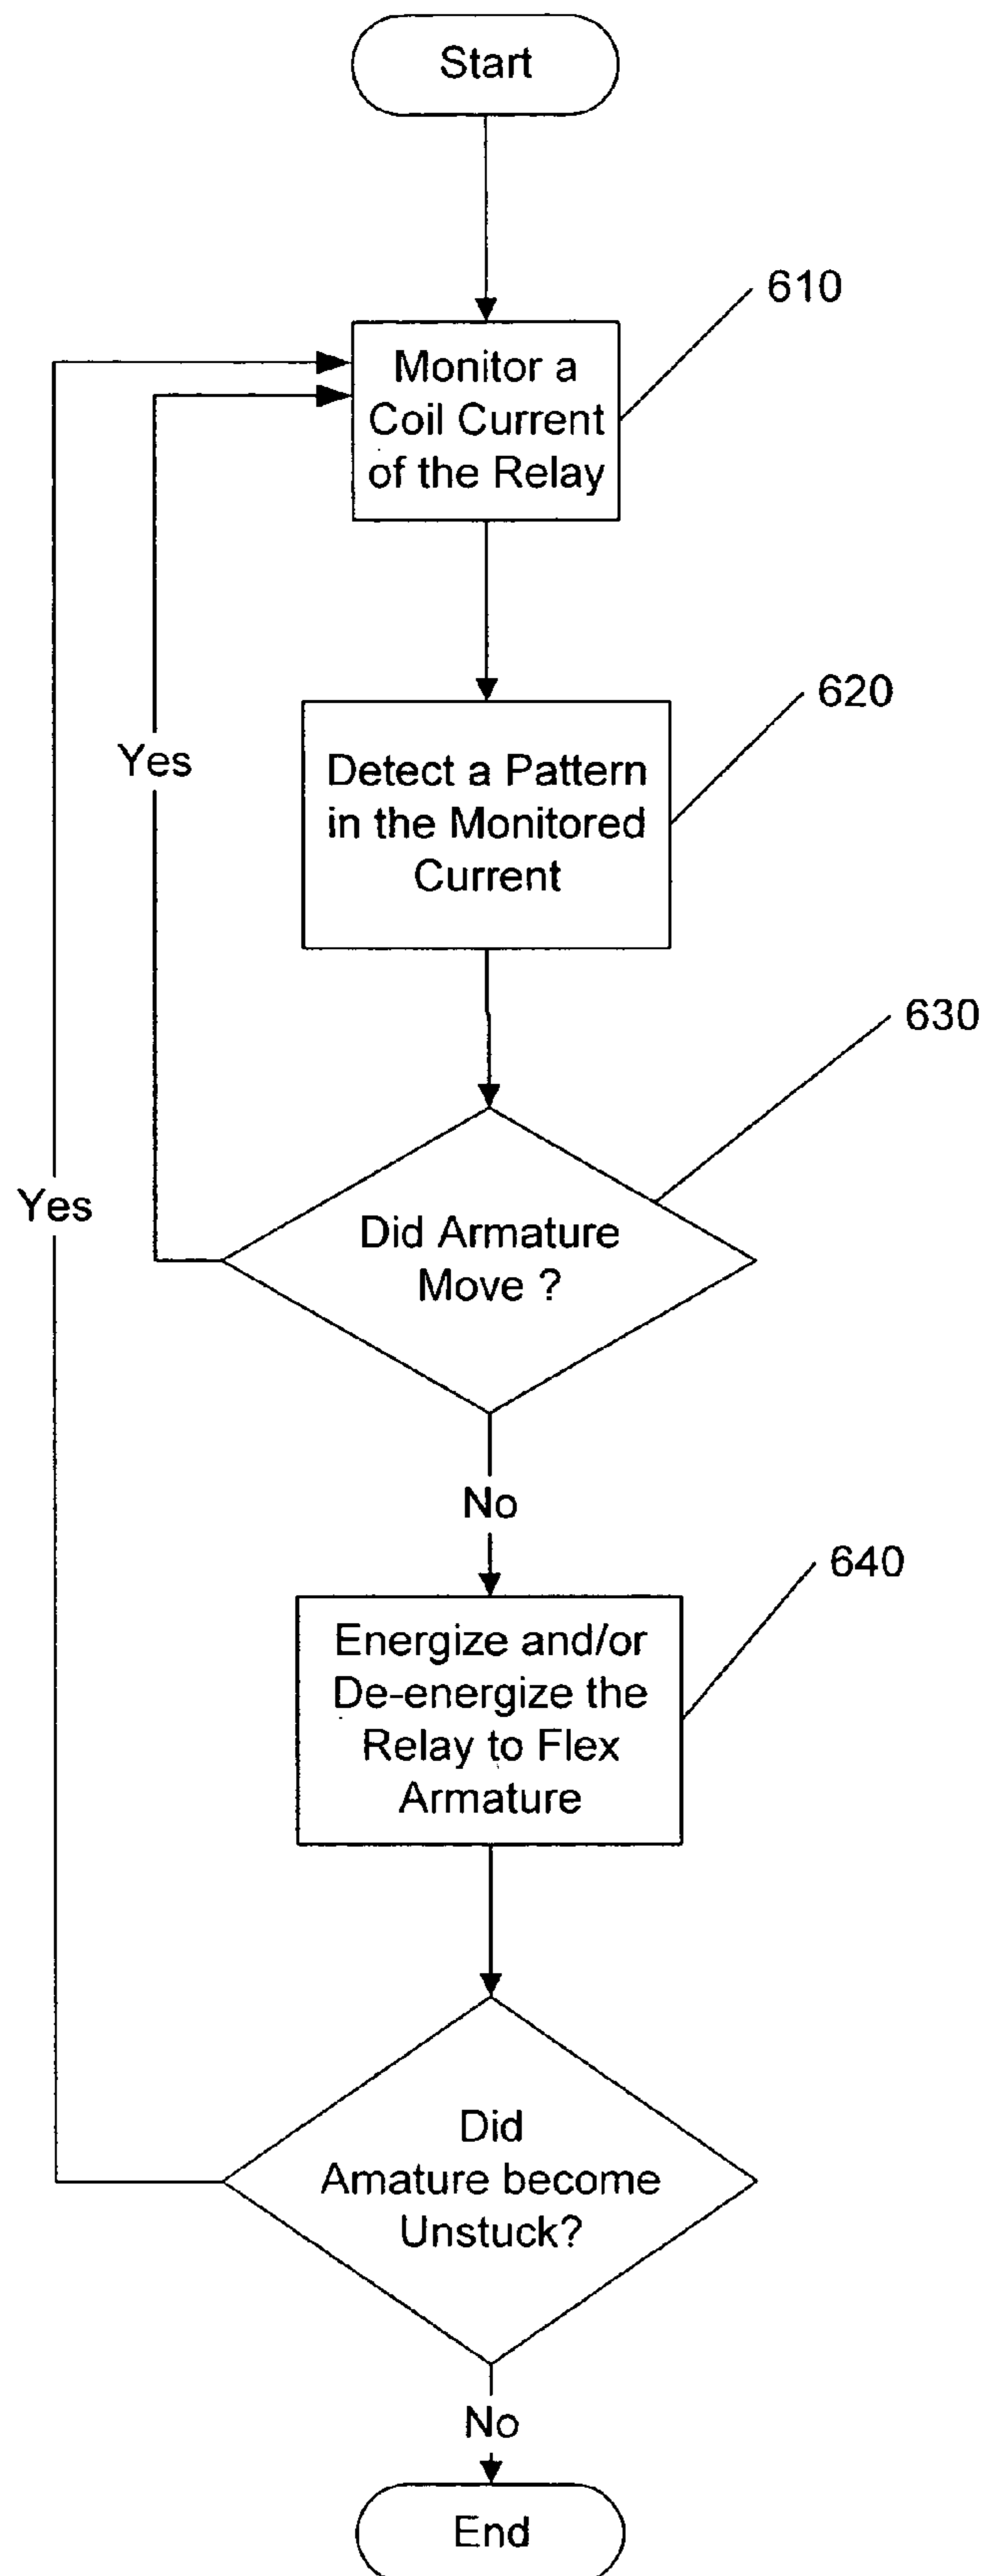 Start
610
Monitor a
Coil Current
of the Relay
620
Yes
Detect a Pattern
in the Monitored
Current
630
Yes
Did Armature
Move ?
No
640
Energize and/or
De-energize the
Relay to Flex
Armature
Did
Amature become
Unstuck?
No
End